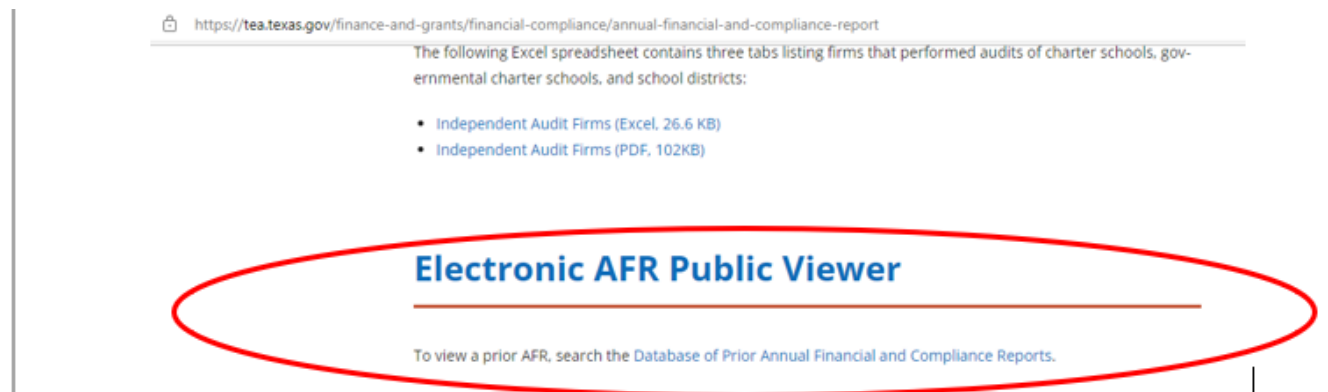 https://tea.texas.gov/finance-and-grants/financial-compliance/annual-financial-and-compliance-report
The following Excel spreadsheet contains three tabs listing firms that performed audits of charter schools, gov-
ernmental charter schools, and school districts:
• Independent Audit Firms (Excel, 26.6 KB)
• Independent Audit Firms (PDF, 102KB)
Electronic AFR Public Viewer
To view a prior AFR, search the Database of Prior Annual Financial and Compliance Reports.